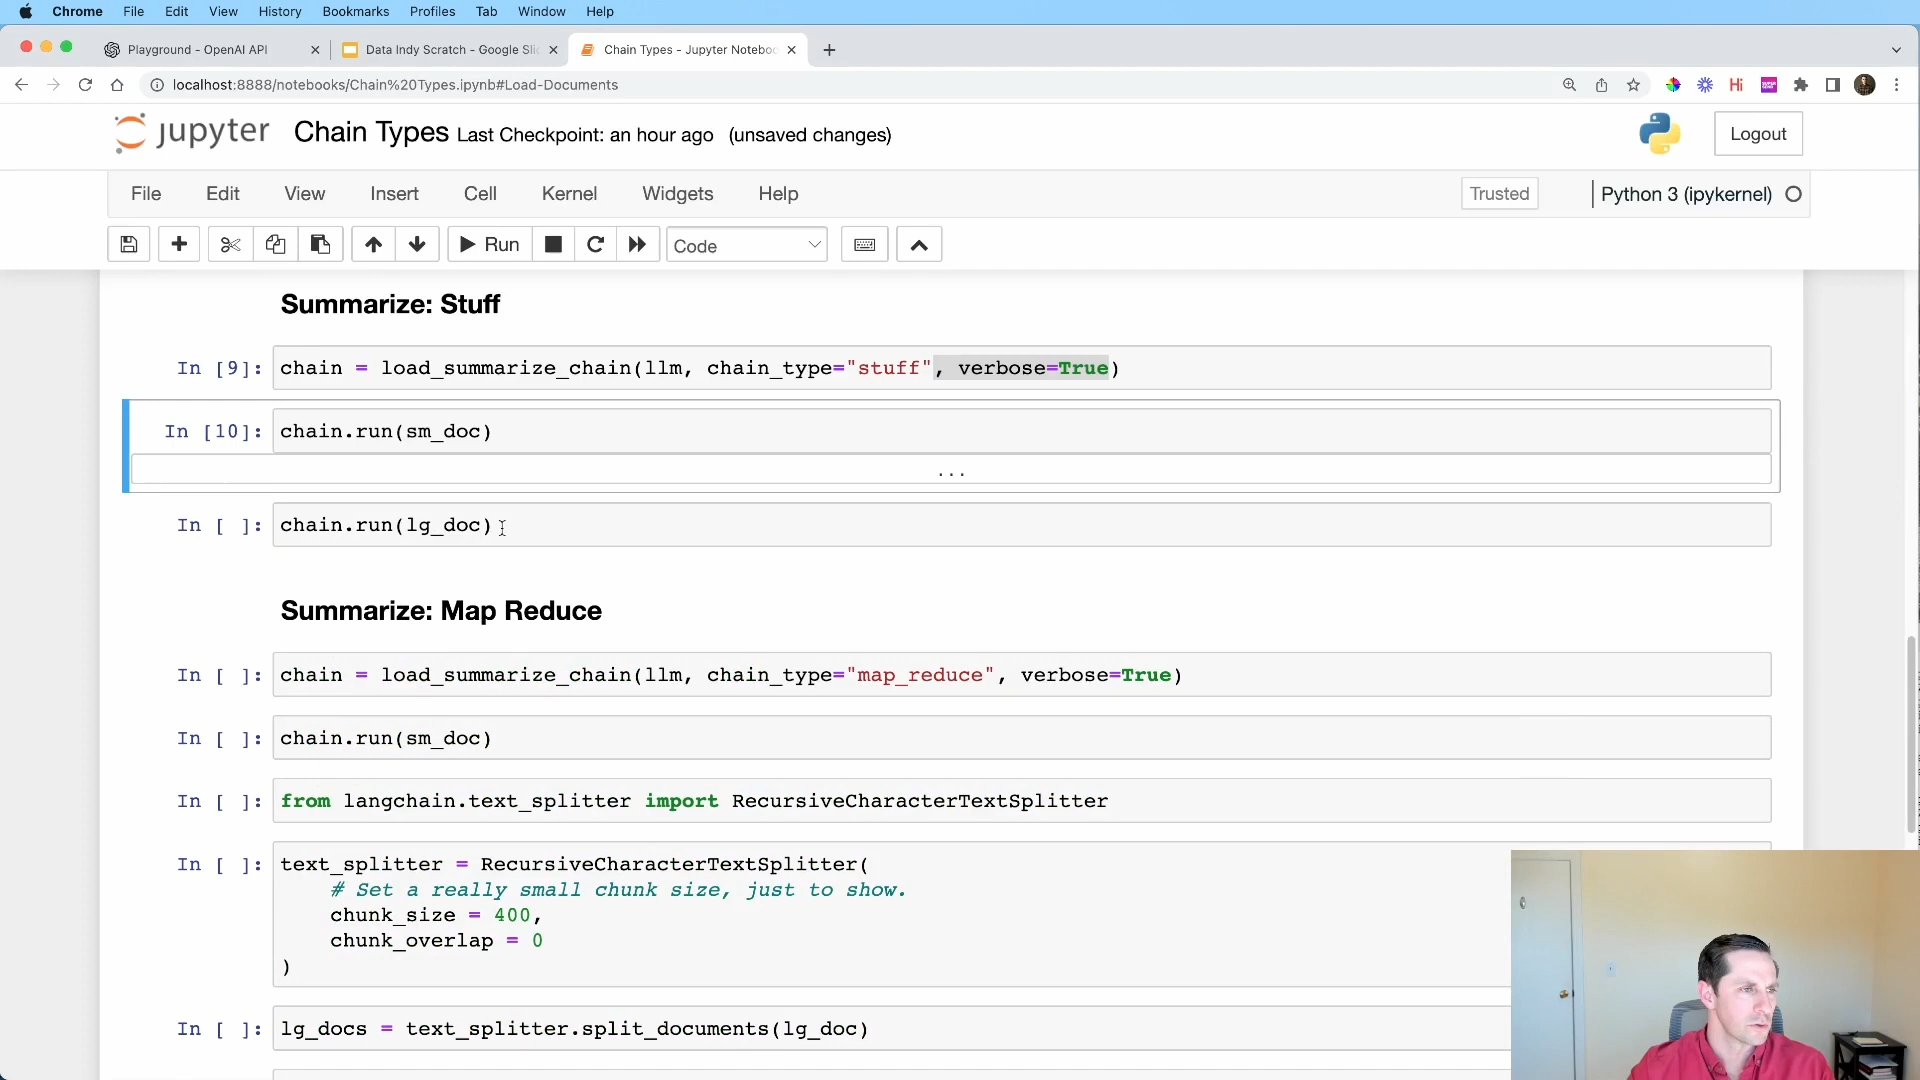 Chrome File Edit View History Bookmarks Profiles Tab Window Help
Playground - OpenAI API Data Indy Scratch - Google Slic Chain Types - Jupyter Noteboo
localhost:8888/notebooks/Chain%20Types.ipynb#Load-Documents Hi
jupyter Chain Types Last Checkpoint: an hour ago (unsaved changes) Logout
File Edit View Insert Cell Kernel Widgets Help Trusted Python 3 (ipykernel)
Run Code
Summarize: Stuff
In [9]: chain = load_summarize_chain(llm, chain_type="stuff", verbose=True)
In [10]: chain.run(sm_doc)
...
In [ ]: chain.run(lg_doc)
Summarize: Map Reduce
In [ ]: chain = load_summarize_chain(llm, chain_type="map_reduce", verbose=True)
In [ ]: chain.run(sm_doc)
In [ ]: from langchain.text_splitter import RecursiveCharacterTextSplitter
In [ ]: text_splitter = RecursiveCharacterTextSplitter(
# Set a really small chunk size, just to show.
chunk_size = 400,
chunk_overlap = 0
)
In [ ]: lg_docs = text_splitter.split_documents(lg_doc)